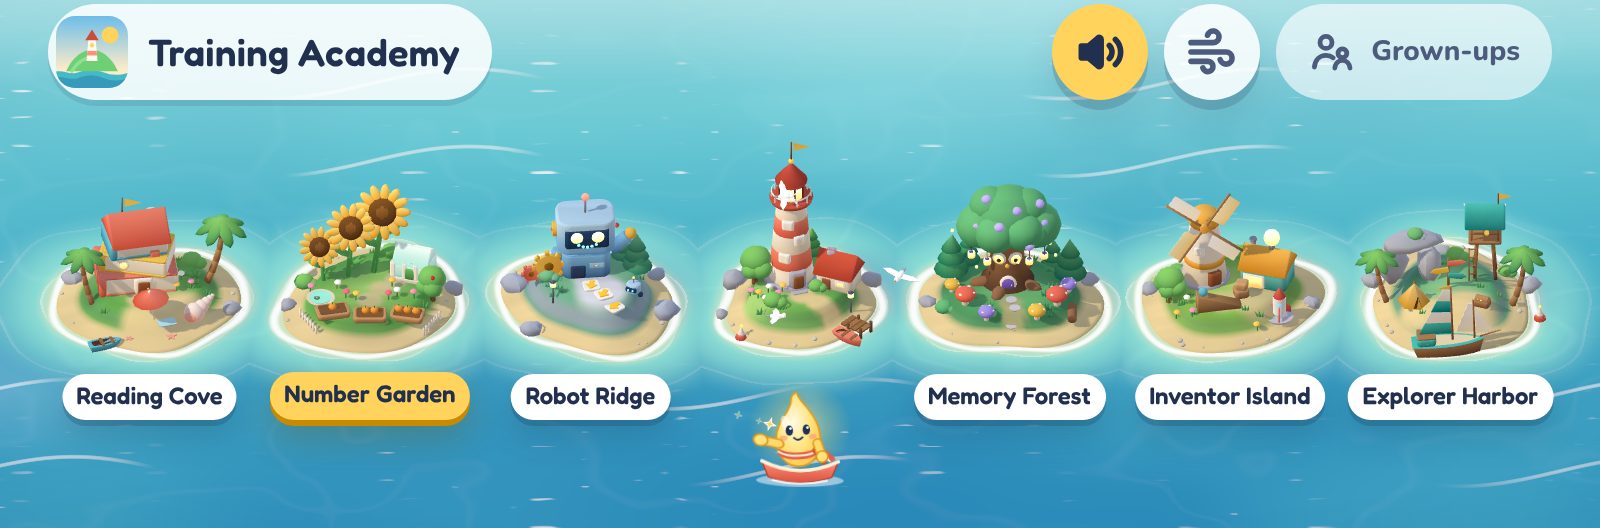 Training Academy
Grown-ups
Reading Cove
Number Garden
Robot Ridge
Memory Forest
Inventor Island
Explorer Harbor